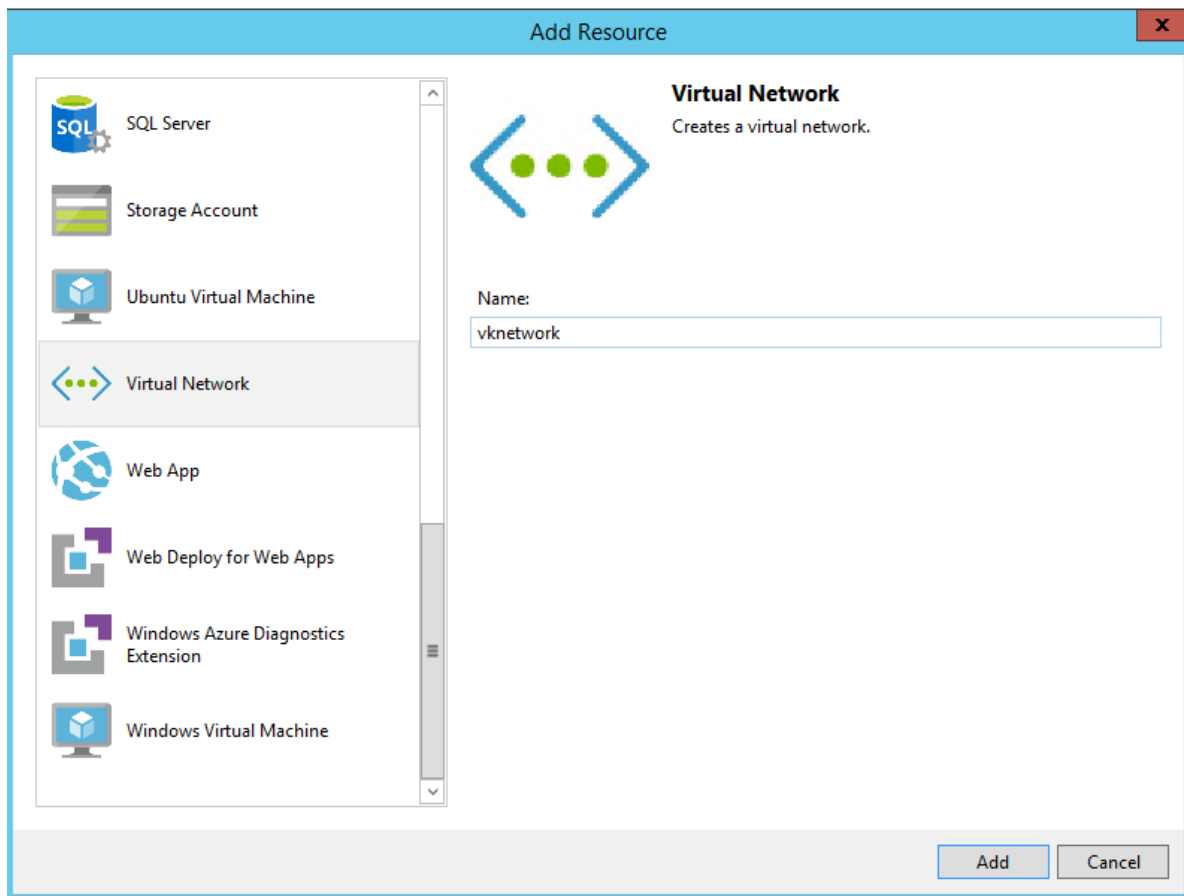 Add Resource
x
SQL
SQL Server
Storage Account
Ubuntu Virtual Machine
Virtual Network
Web App
Web Deploy for Web Apps
Windows Azure Diagnostics
Extension
Windows Virtual Machine
Virtual Network
Creates a virtual network.
Name:
vknetwork
Add
Cancel